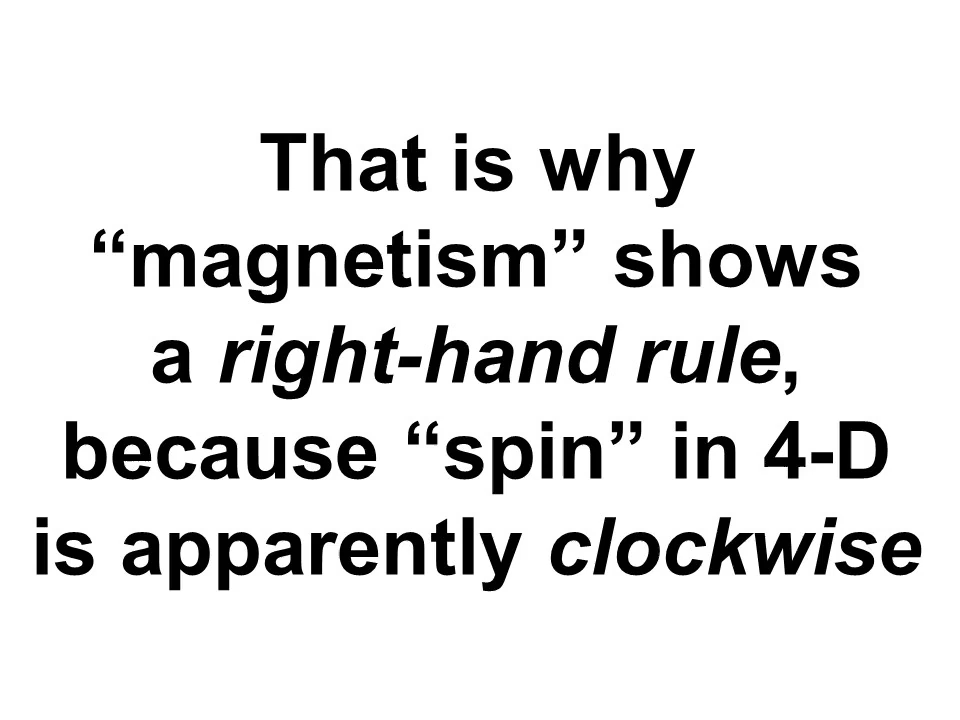 That is why
“magnetism” shows
a right-hand rule,
because “spin” in 4-D
is apparently clockwise